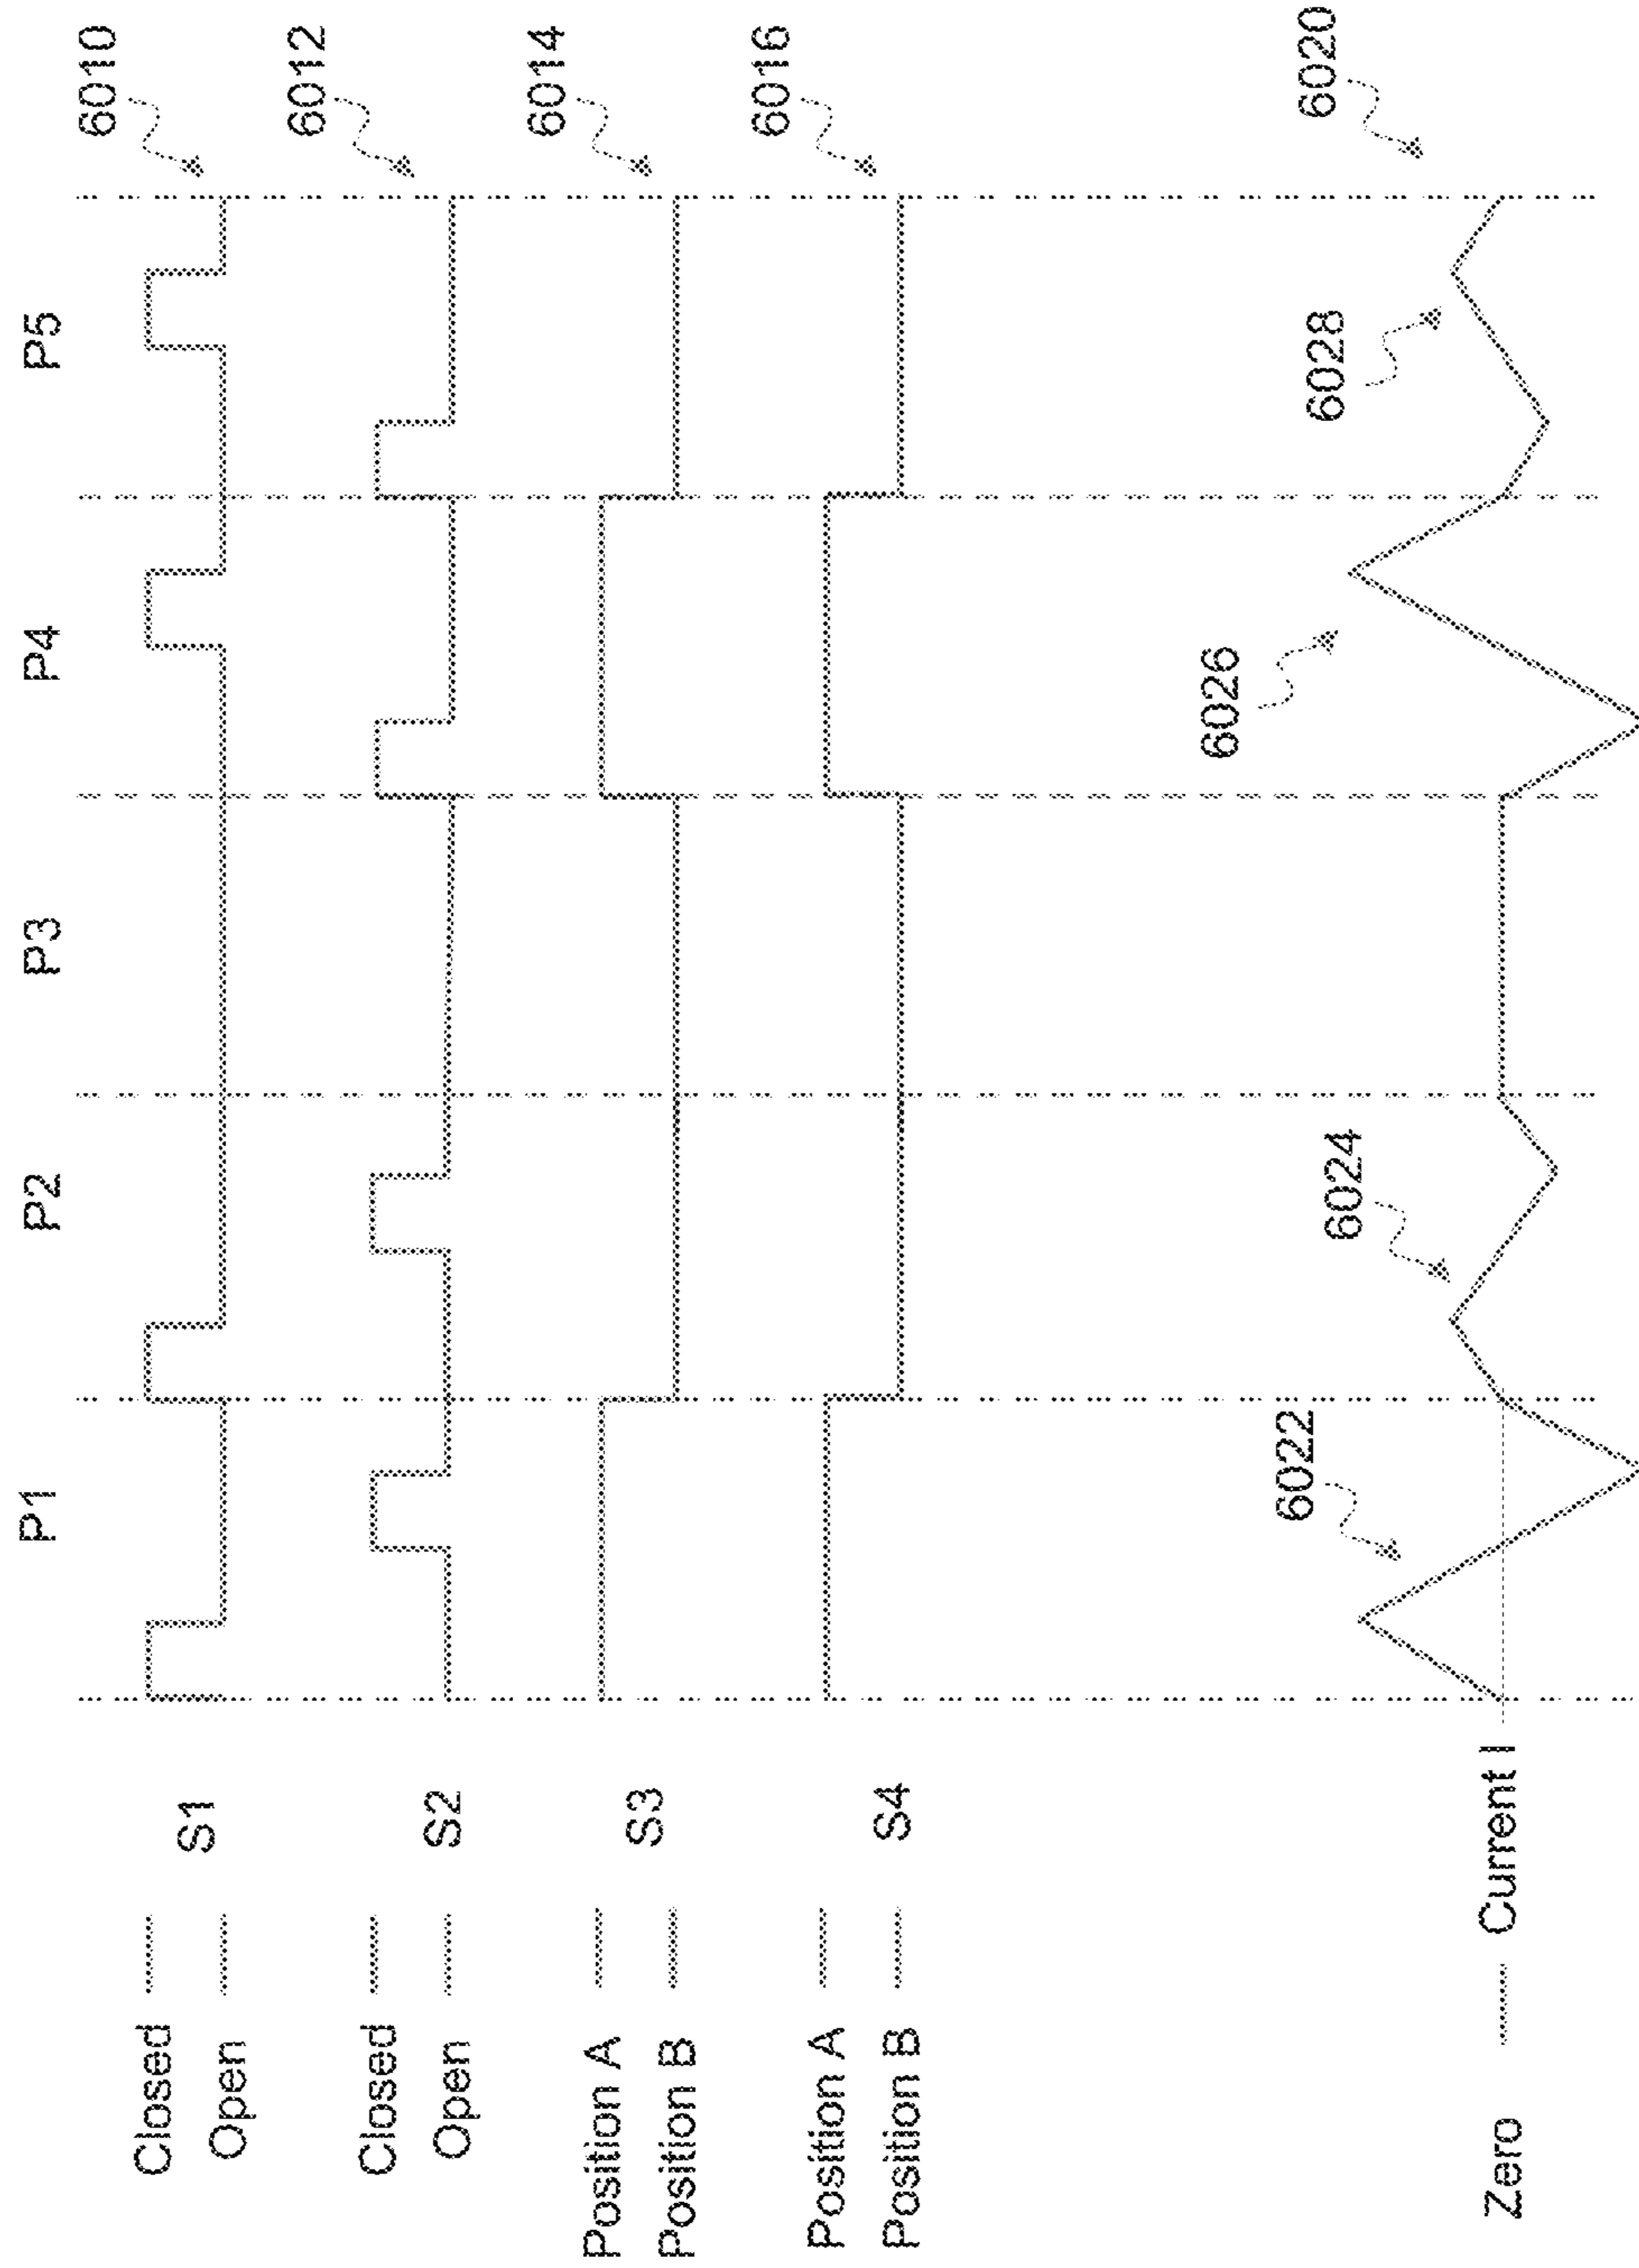 P1
P2
P3
P4
P5
Closed
Open
S1
6010
Closed
Open
S2
6012
Position A
Position B
S3
6014
Position A
Position B
S4
6016
Zero
Current I
6020
6022
6024
6026
6028